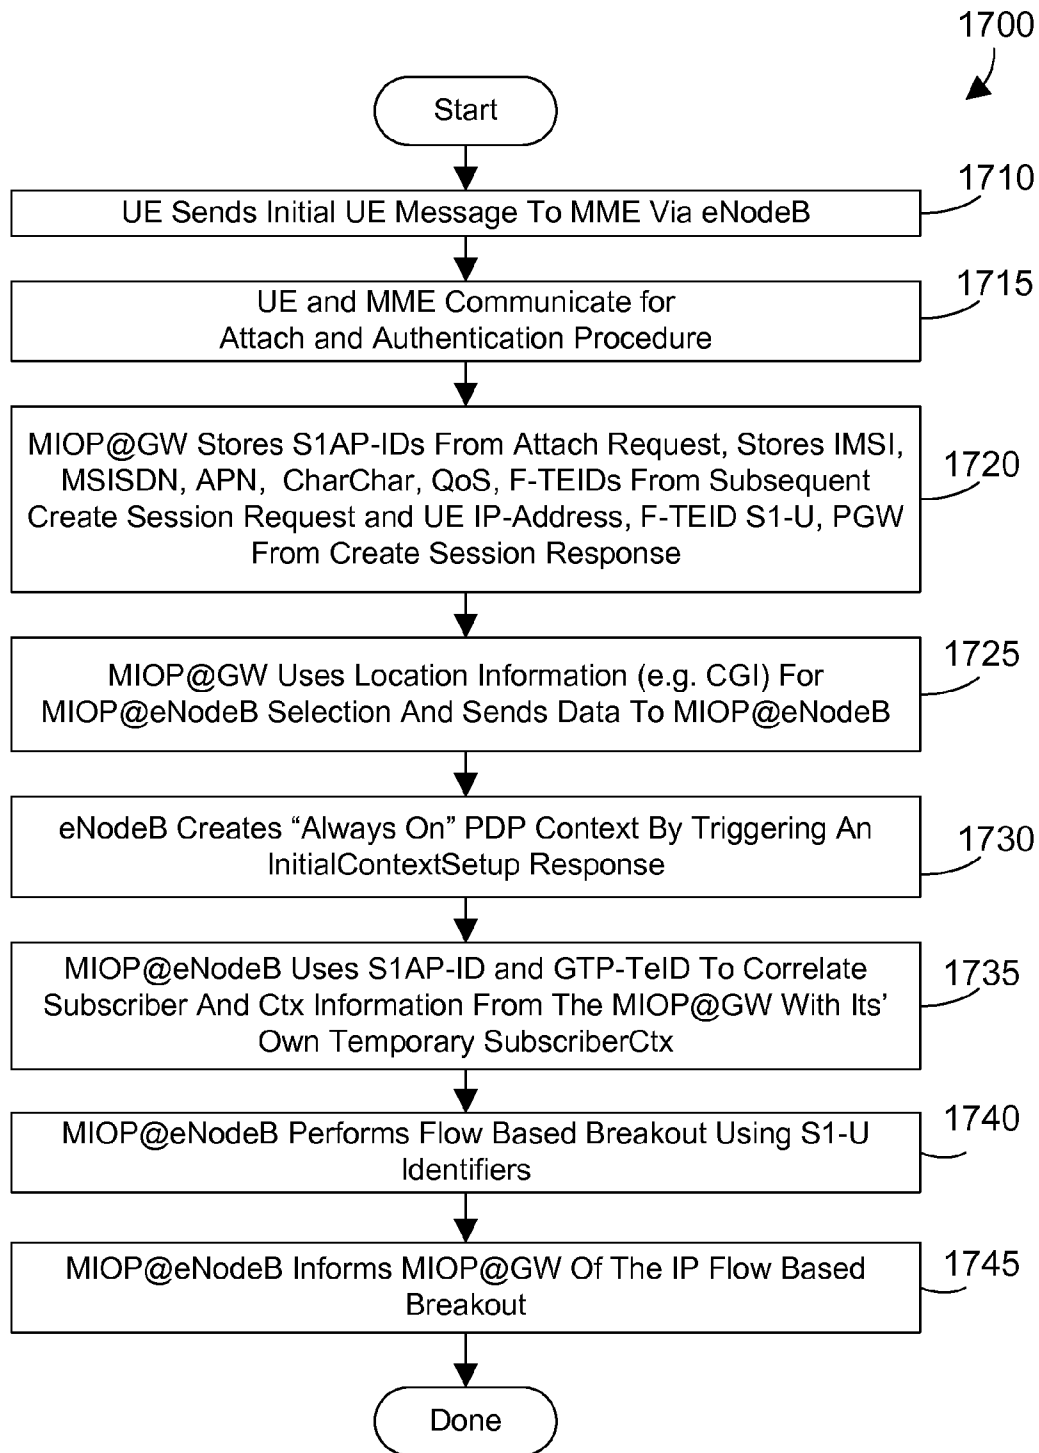 1700
Start
1710
UE Sends Initial UE Message To MME Via eNodeB
1715
UE and MME Communicate for
Attach and Authentication Procedure
1720
MIOP@GW Stores S1AP-IDs From Attach Request, Stores IMSI,
MSISDN, APN, CharChar, QoS, F-TEIDs From Subsequent
Create Session Request and UE IP-Address, F-TEID S1-U, PGW
From Create Session Response
1725
MIOP@GW Uses Location Information (e.g. CGI) For
MIOP@eNodeB Selection And Sends Data To MIOP@eNodeB
1730
eNodeB Creates “Always On” PDP Context By Triggering An
InitialContextSetup Response
1735
MIOP@eNodeB Uses S1AP-ID and GTP-TeID To Correlate
Subscriber And Ctx Information From The MIOP@GW With Its’
Own Temporary SubscriberCtx
1740
MIOP@eNodeB Performs Flow Based Breakout Using S1-U
Identifiers
1745
MIOP@eNodeB Informs MIOP@GW Of The IP Flow Based
Breakout
Done